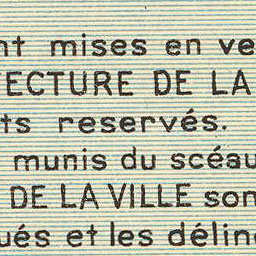 nt mises en ve
ECTURE DE LA
ts reservés.
munis du scéau
DE LA VILLE son
ués et les déline